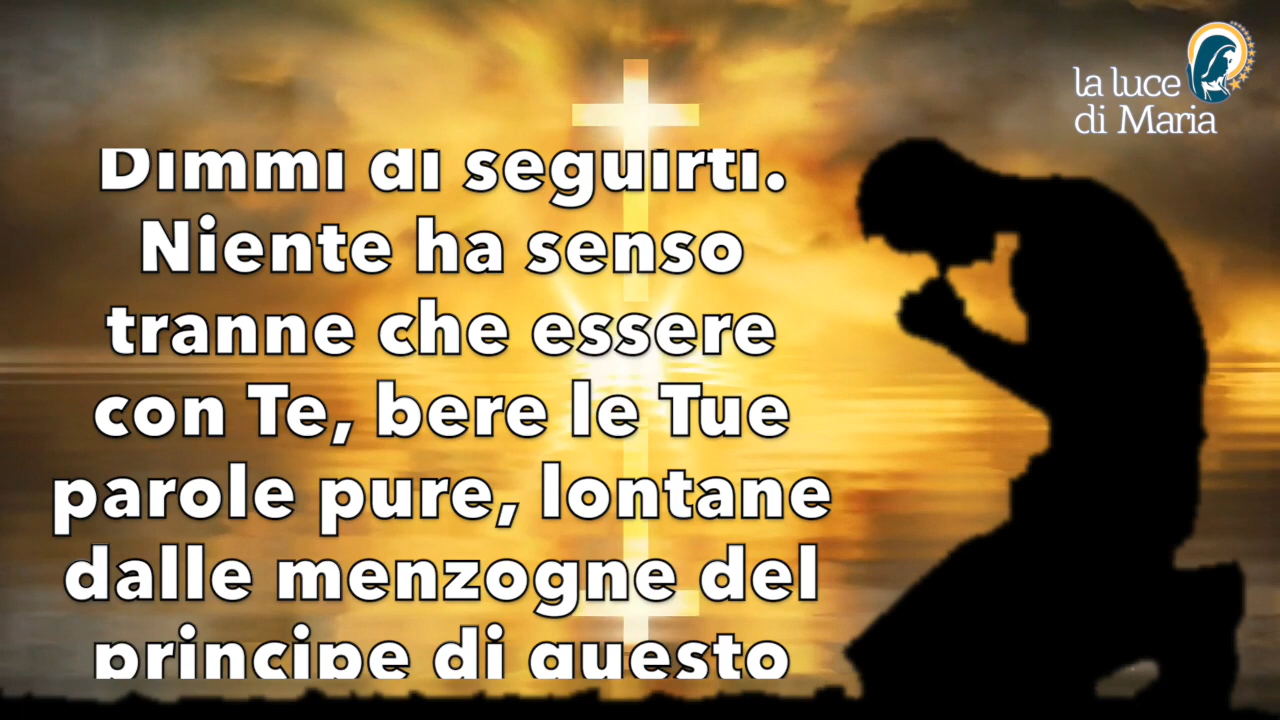 la luce
di Maria
Dimmi di seguirti.
Niente ha senso
tranne che essere
con Te, bere le Tue
parole pure, lontane
dalle menzogne del
principe di questo